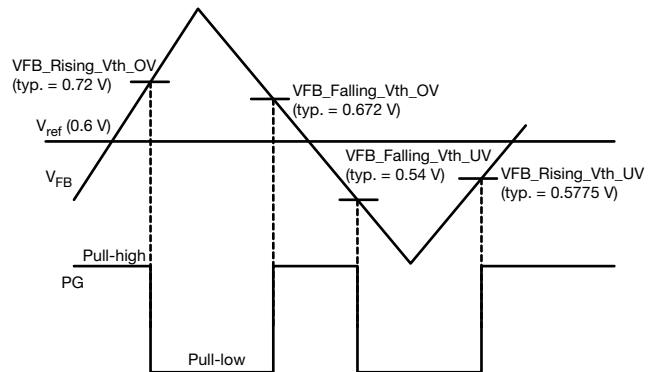 VFB_Rising_Vth_OV
(typ. = 0.72 V)
VFB_Falling_Vth_OV
(typ. = 0.672 V)
Vref (0.6 V)
VFB_Falling_Vth_UV
(typ. = 0.54 V)
VFB_Rising_Vth_UV
(typ. = 0.5775 V)
VFB
Pull-high
PG
Pull-low